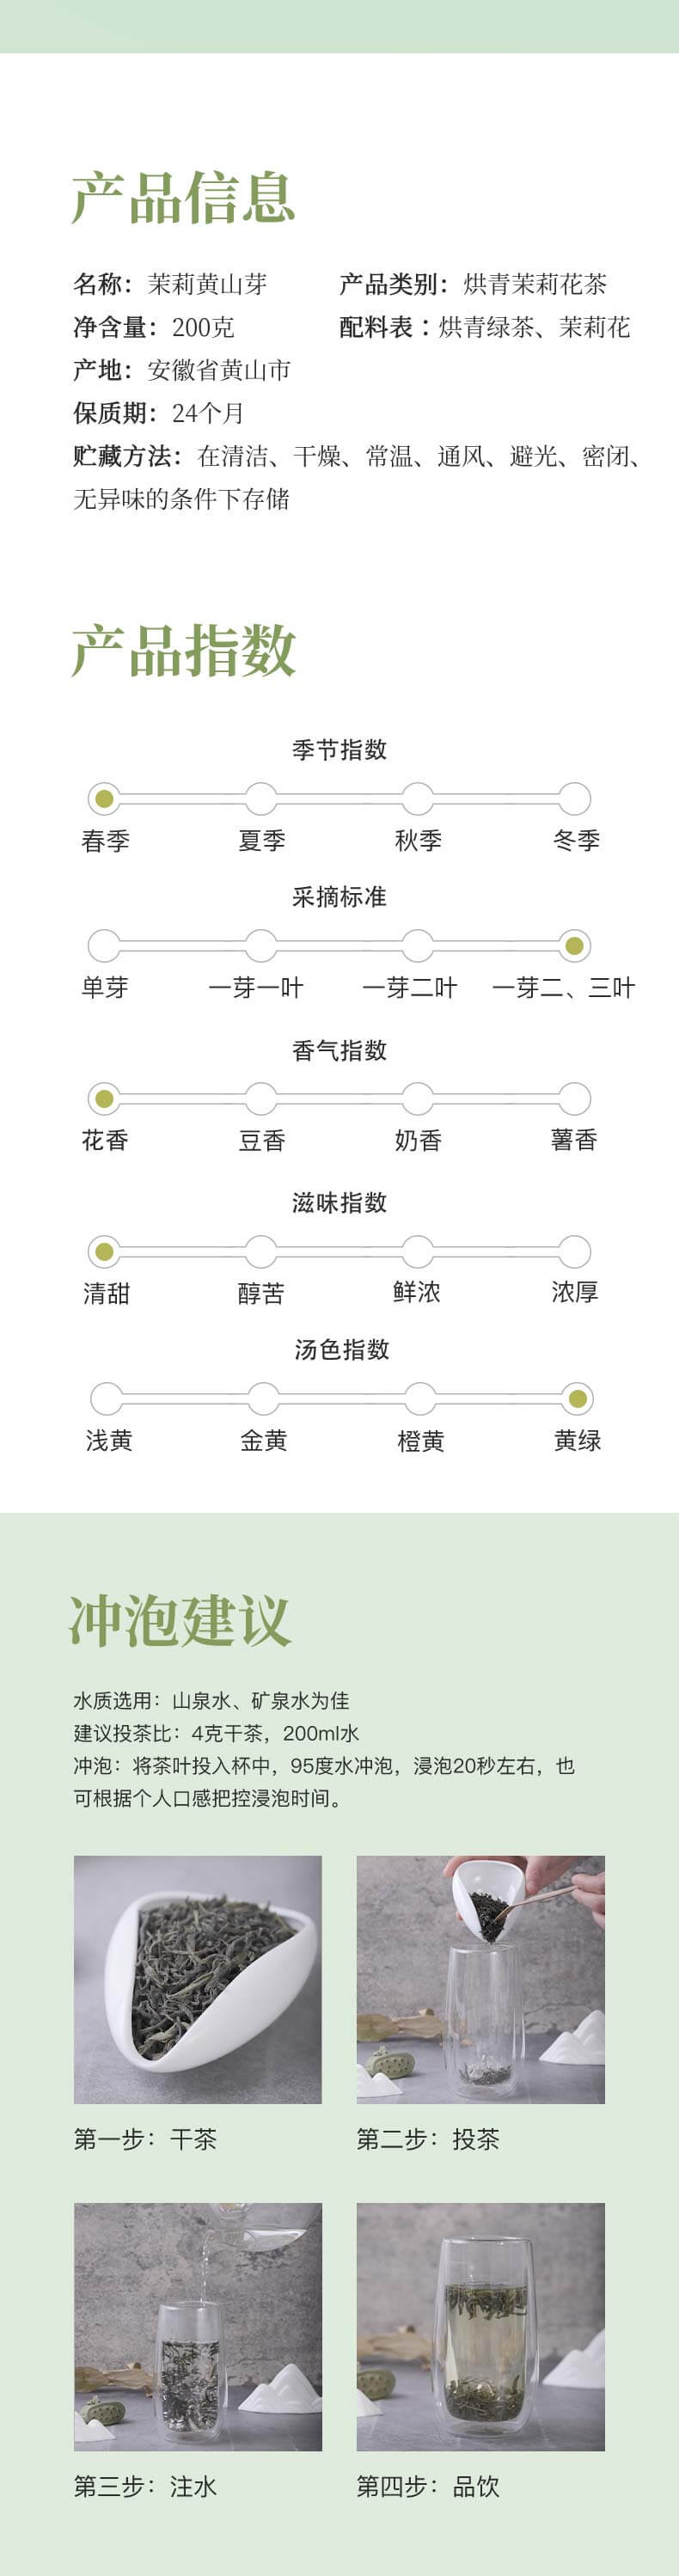 产品信息
名称：茉莉黄山芽 产品类别：烘青茉莉花茶
净含量：200克 配料表：烘青绿茶、茉莉花
产地：安徽省黄山市
保质期：24个月
贮藏方法：在清洁、干燥、常温、通风、避光、密闭、
无异味的条件下存储
产品指数
季节指数
春季 夏季 秋季 冬季
采摘标准
单芽 一芽一叶 一芽二叶 一芽二、三叶
香气指数
花香 豆香 奶香 薯香
滋味指数
清甜 醇苦 鲜浓 浓厚
汤色指数
浅黄 金黄 橙黄 黄绿
冲泡建议
水质选用：山泉水、矿泉水为佳
建议投茶比：4克干茶，200ml水
冲泡：将茶叶投入杯中，95度水冲泡，浸泡20秒左右，也
可根据个人口感把控浸泡时间。
第一步：干茶 第二步：投茶
第三步：注水 第四步：品饮